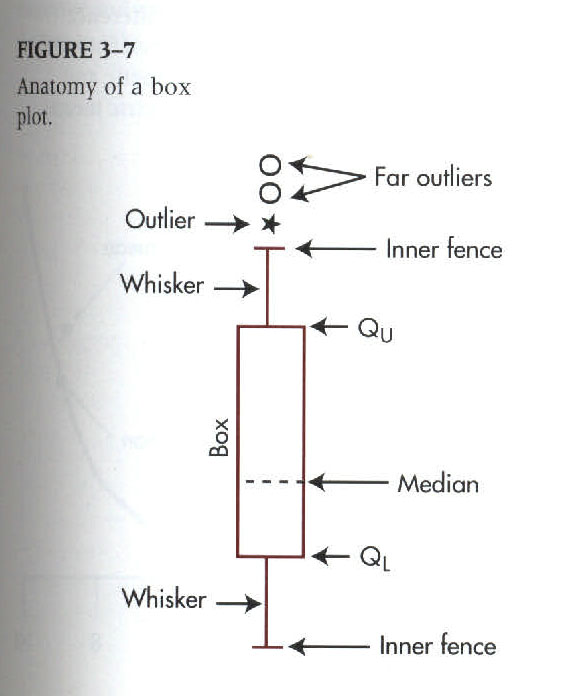 FIGURE 3–7
Anatomy of a box
plot.
Far outliers
Outlier
Inner fence
Whisker
QU
Box
Median
QL
Whisker
Inner fence